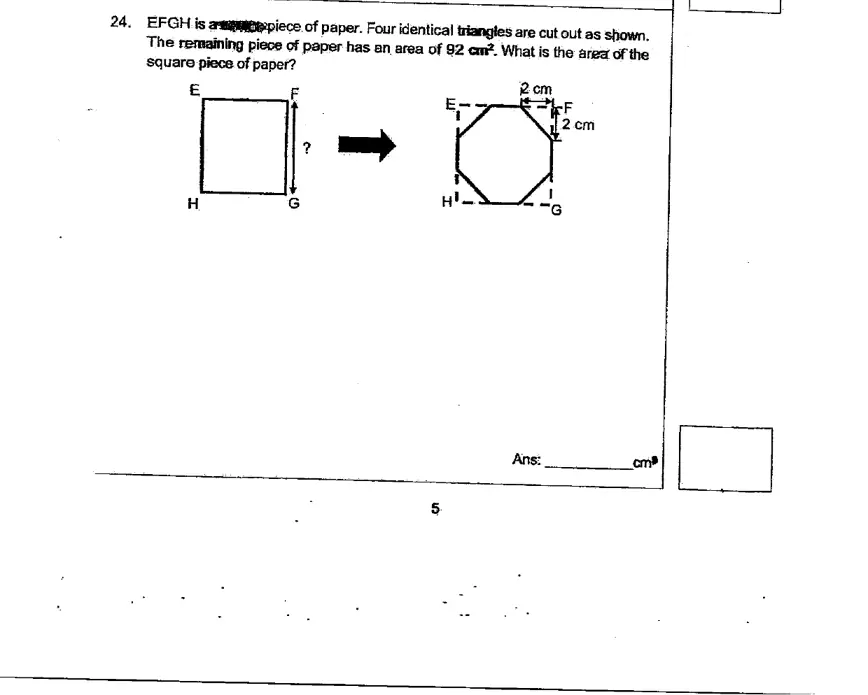 24. EFGH is a piece of paper. Four identical triangles are cut out as shown.
The remaining piece of paper has an area of 92 cm². What is the area of the
square piece of paper?
E F
?
H G
2 cm
E F
2 cm
H G
Ans: cm²
5